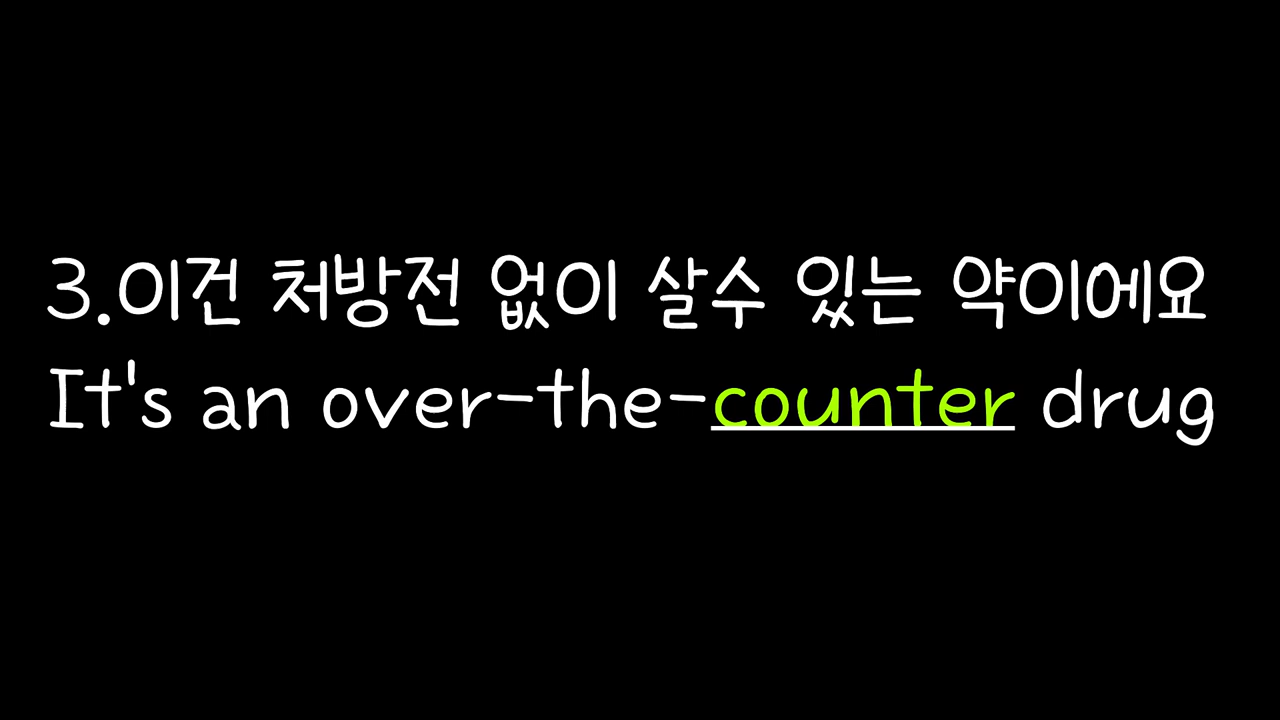 3.이건 처방전 없이 살수 있는 약이에요
It's an over-the-counter drug